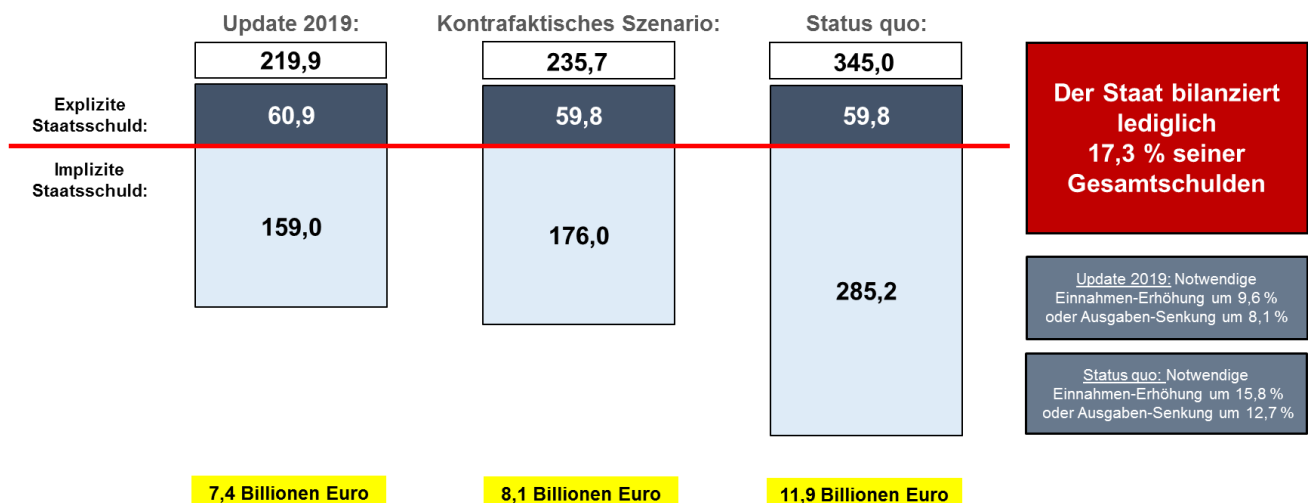 Update 2019:
Kontrafaktisches Szenario:
Status quo:
219,9
235,7
345,0
Explizite
Staatsschuld:
60,9
59,8
59,8
Implizite
Staatsschuld:
159,0
176,0
285,2
7,4 Billionen Euro
8,1 Billionen Euro
11,9 Billionen Euro
Der Staat bilanziert
lediglich
17,3 % seiner
Gesamtschulden
Update 2019: Notwendige
Einnahmen-Erhöhung um 9,6 %
oder Ausgaben-Senkung um 8,1 %
Status quo: Notwendige
Einnahmen-Erhöhung um 15,8 %
oder Ausgaben-Senkung um 12,7 %